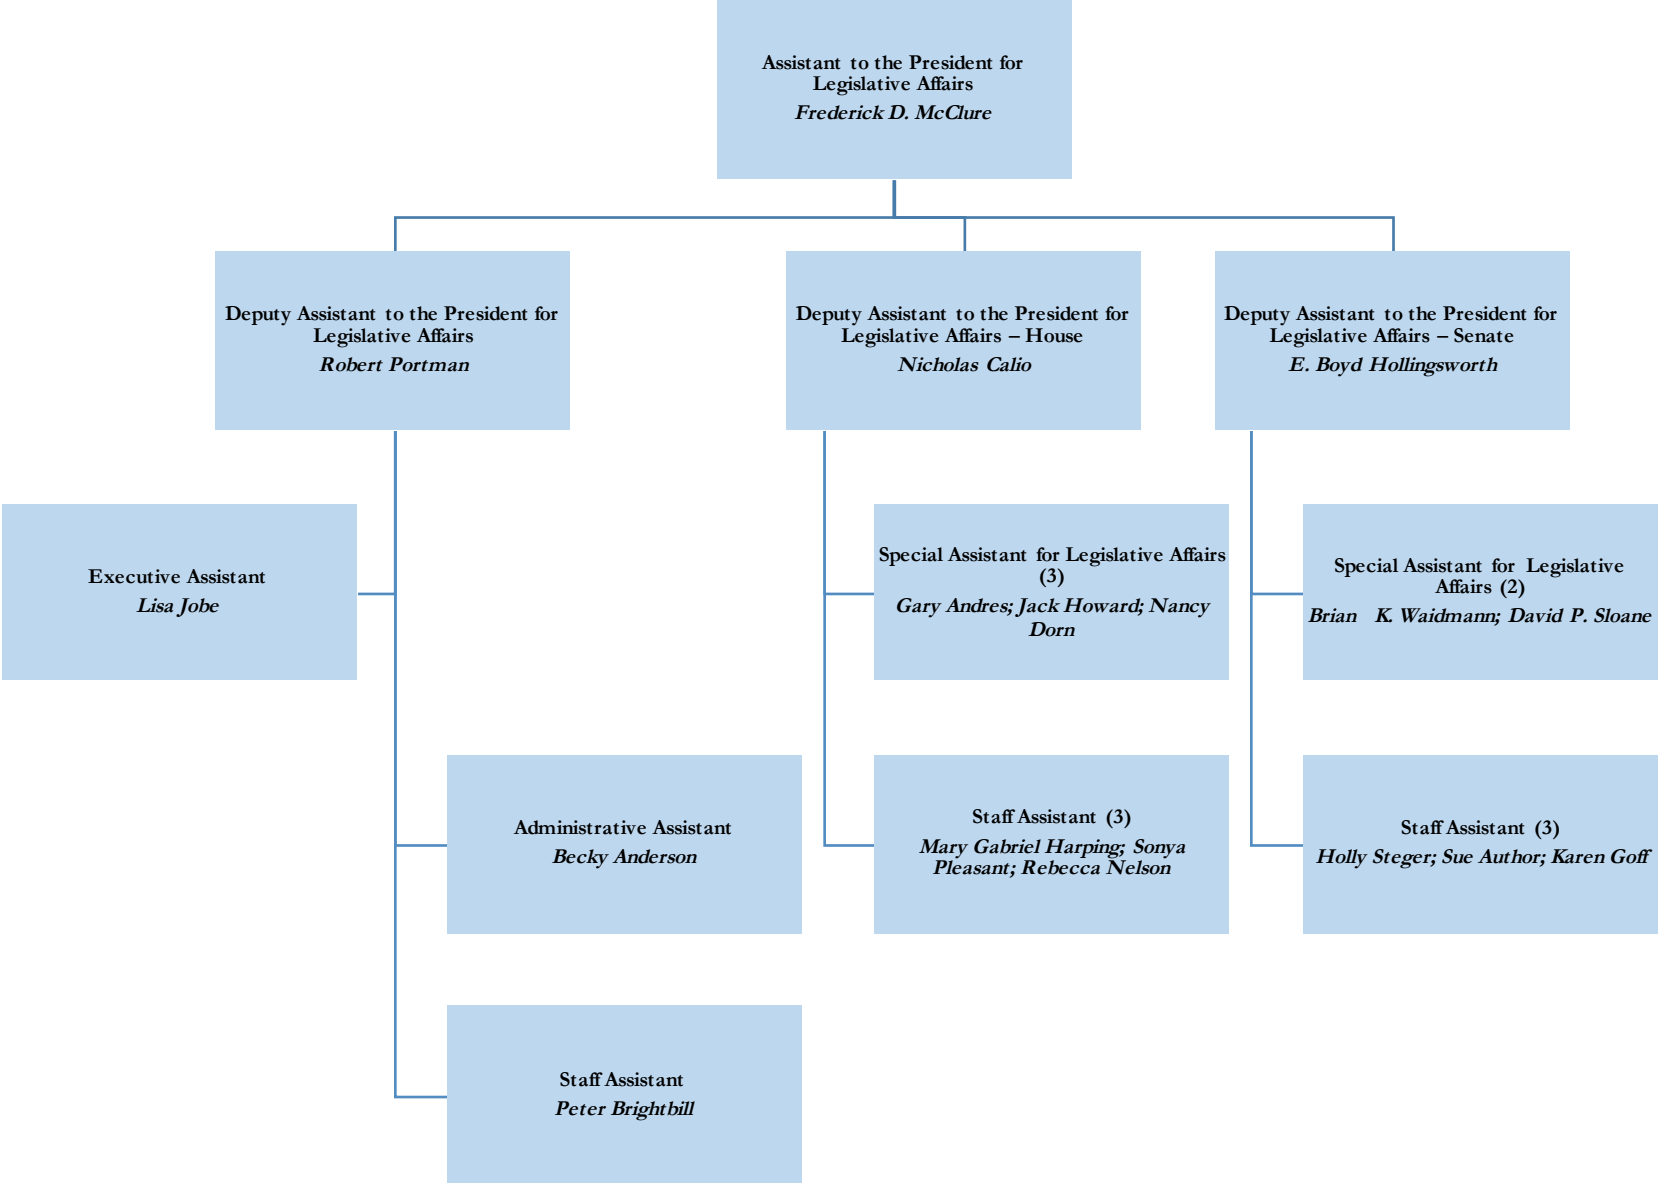 Assistant to the President for
Legislative Affairs
Frederick D. McClure
Deputy Assistant to the President for
Legislative Affairs
Robert Portman
Deputy Assistant to the President for
Legislative Affairs – House
Nicholas Calio
Deputy Assistant to the President for
Legislative Affairs – Senate
E. Boyd Hollingsworth
Executive Assistant
Lisa Jobe
Special Assistant for Legislative Affairs
(3)
Gary Andres; Jack Howard; Nancy
Dorn
Special Assistant for Legislative
Affairs (2)
Brian K. Waidmann; David P. Sloane
Administrative Assistant
Becky Anderson
Staff Assistant (3)
Mary Gabriel Harping; Sonya
Pleasant; Rebecca Nelson
Staff Assistant (3)
Holly Steger; Sue Author; Karen Goff
Staff Assistant
Peter Brightbill